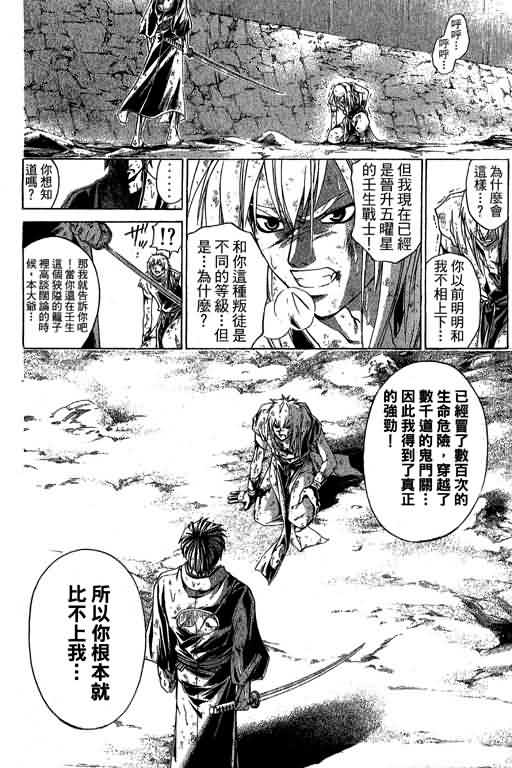 呼呼…
呼呼…
為什麼會
這樣…?
你以前明明和
我不相上下…
但我現在已經
是晉升五曜星
的壬生戰士!
和你這種叛徒是
不同的等級…但
是…為什麼?
……
你想知
道嗎?
!?
那我就告訴你吧
!當你還在壬生
這個狹隘的籠子
裡高談闊論的時
候,本大爺…
已經冒了數百次的
生命危險,穿越了
數千道的鬼門關…
因此我得到了真正
的強勁!
所以你根本就
比不上我…